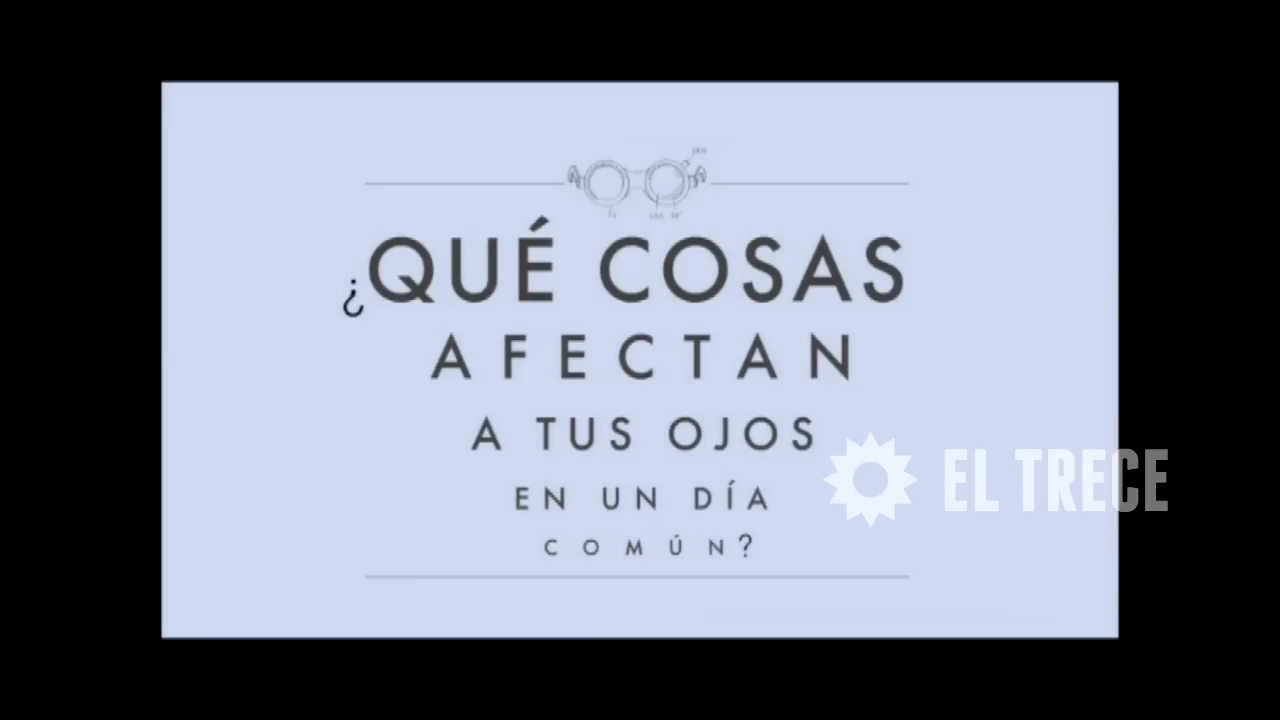 ¿QUÉ COSAS
AFECTAN
A TUS OJOS
EN UN DÍA
COMÚN?
EL TRECE